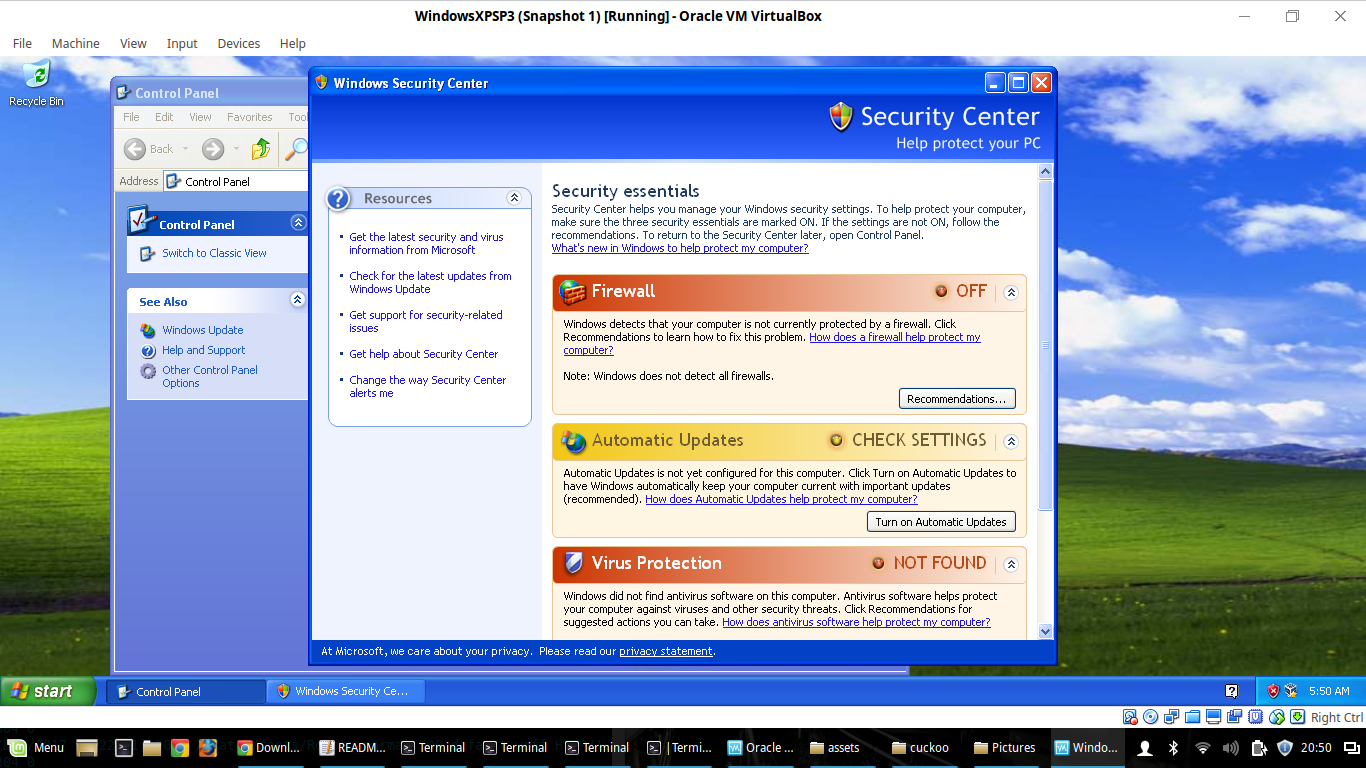 WindowsXPSP3 (Snapshot 1) [Running] - Oracle VM VirtualBox
File Machine View Input Devices Help
Recycle Bin
Control Panel
File Edit View Favorites Tool
Back
Address Control Panel
Control Panel
Switch to Classic View
See Also
Windows Update
Help and Support
Other Control Panel
Options
Windows Security Center
Security Center
Help protect your PC
Resources
Get the latest security and virus
information from Microsoft
Check for the latest updates from
Windows Update
Get support for security-related
issues
Get help about Security Center
Change the way Security Center
alerts me
Security essentials
Security Center helps you manage your Windows security settings. To help protect your computer,
make sure the three security essentials are marked ON. If the settings are not ON, follow the
recommendations. To return to the Security Center later, open Control Panel.
What's new in Windows to help protect my computer?
Firewall OFF
Windows detects that your computer is not currently protected by a firewall. Click
Recommendations to learn how to fix this problem. How does a firewall help protect my
computer?
Note: Windows does not detect all firewalls.
Recommendations...
Automatic Updates CHECK SETTINGS
Automatic Updates is not yet configured for this computer. Click Turn on Automatic Updates to
have Windows automatically keep your computer current with important updates
(recommended). How does Automatic Updates help protect my computer?
Turn on Automatic Updates
Virus Protection NOT FOUND
Windows did not find antivirus software on this computer. Antivirus software helps protect
your computer against viruses and other security threats. Click Recommendations for
suggested actions you can take. How does antivirus software help protect my computer?
At Microsoft, we care about your privacy. Please read our privacy statement.
start Control Panel Windows Security Ce... 5:50 AM
Right Ctrl
Menu Downl... READM... Terminal Terminal Terminal |Termi... Oracle ... assets cuckoo Pictures Windo... 20:50